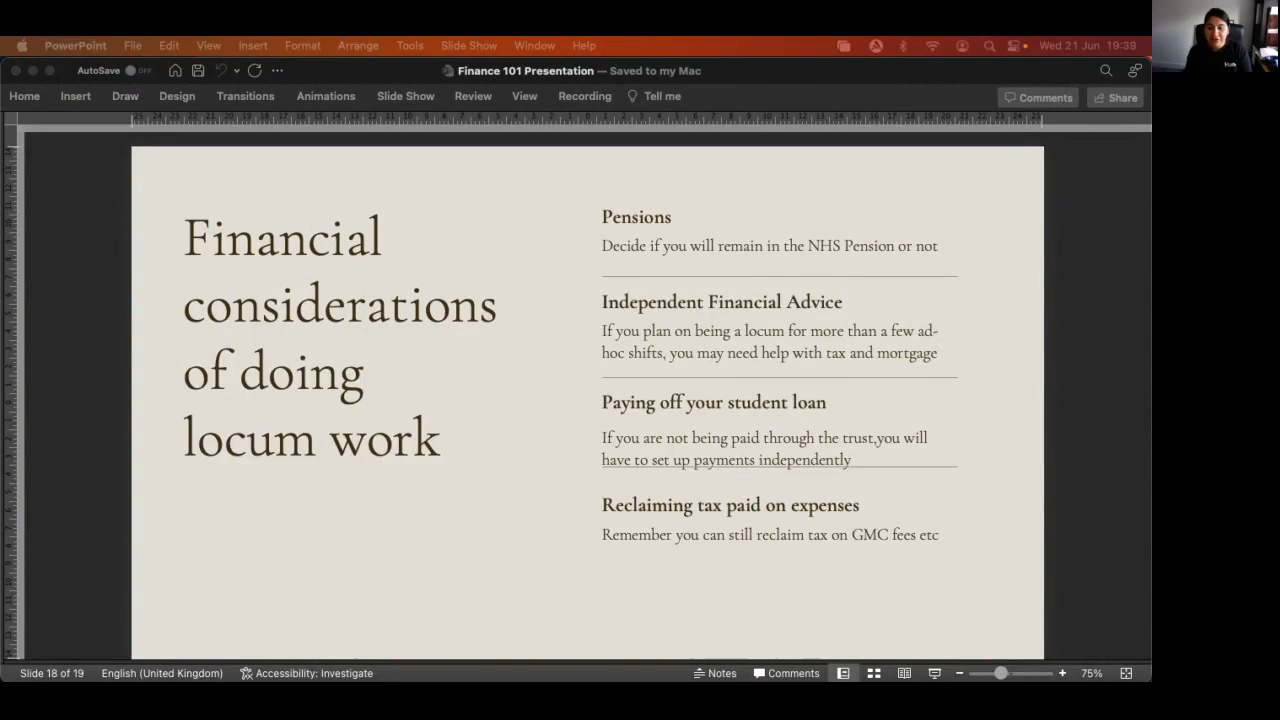 PowerPoint File Edit View Insert Format Arrange Tools Slide Show Window Help Wed 21 Jun 19:39
AutoSave OFF Finance 101 Presentation — Saved to my Mac
Home Insert Draw Design Transitions Animations Slide Show Review View Recording Tell me Comments Share
Financial
considerations
of doing
locum work
Pensions
Decide if you will remain in the NHS Pension or not
Independent Financial Advice
If you plan on being a locum for more than a few ad-
hoc shifts, you may need help with tax and mortgage
Paying off your student loan
If you are not being paid through the trust,you will
have to set up payments independently
Reclaiming tax paid on expenses
Remember you can still reclaim tax on GMC fees etc
Slide 18 of 19 English (United Kingdom) Accessibility: Investigate Notes Comments 75%